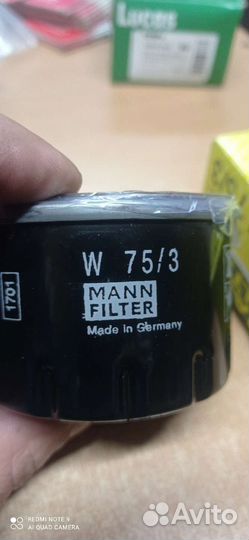 Lucas
W 75/3
1701
MANN
FILTER
Made in Germany
REDMI NOTE 9
AI QUAD CAMERA
Avito